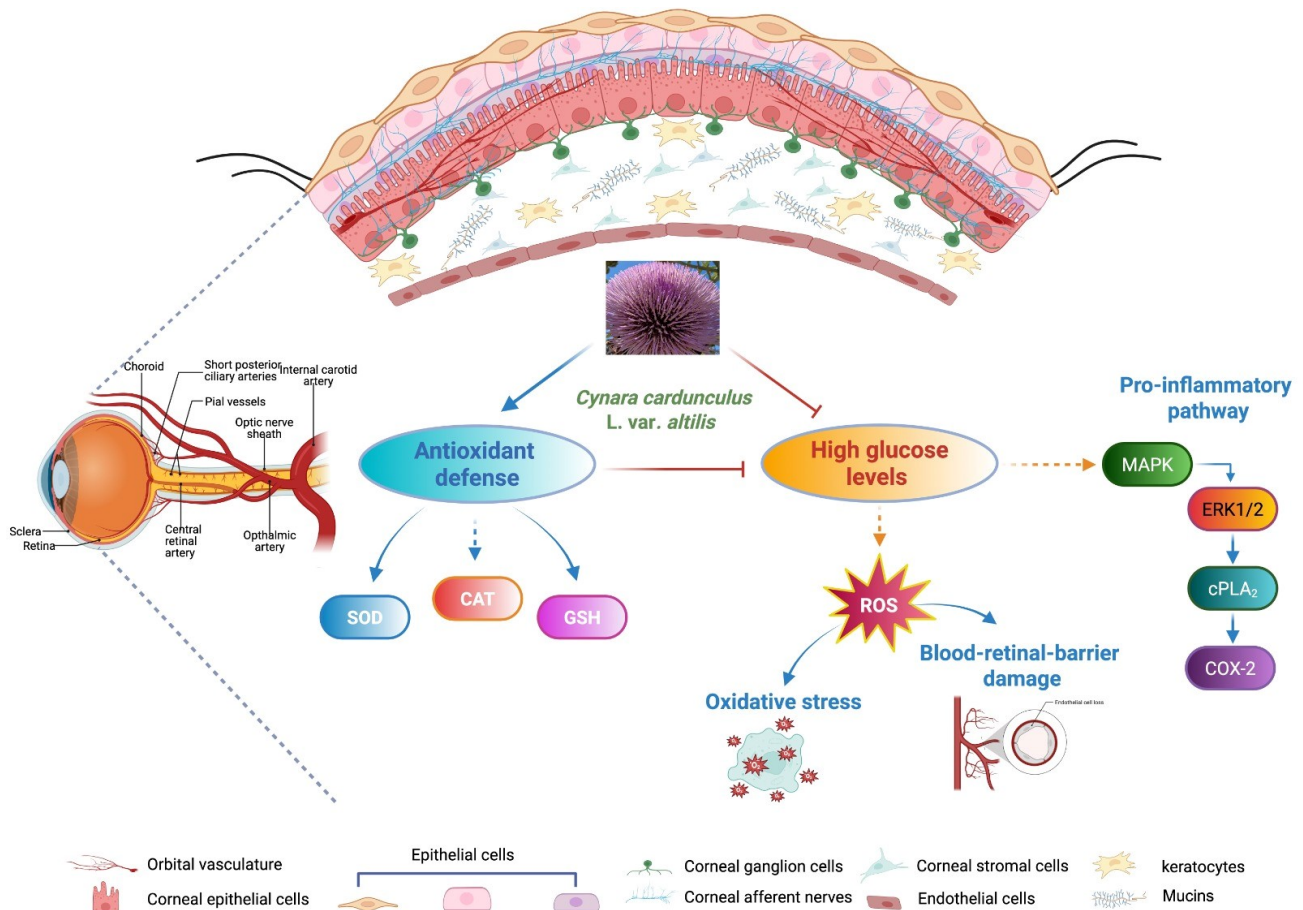 Choroid
Short posterior
ciliary arteries
Internal carotid
artery
Pial vessels
Optic nerve
sheath
Sclera
Retina
Central
retinal
artery
Opthalmic
artery
Cynara cardunculus
L. var. altilis
Antioxidant
defense
High glucose
levels
Pro-inflammatory
pathway
MAPK
ERK1/2
cPLA₂
COX-2
SOD
CAT
GSH
ROS
Oxidative stress
Blood-retinal-barrier
damage
Endothelial cell loss
Orbital vasculature
Corneal epithelial cells
Epithelial cells
Corneal ganglion cells
Corneal afferent nerves
Corneal stromal cells
Endothelial cells
keratocytes
Mucins